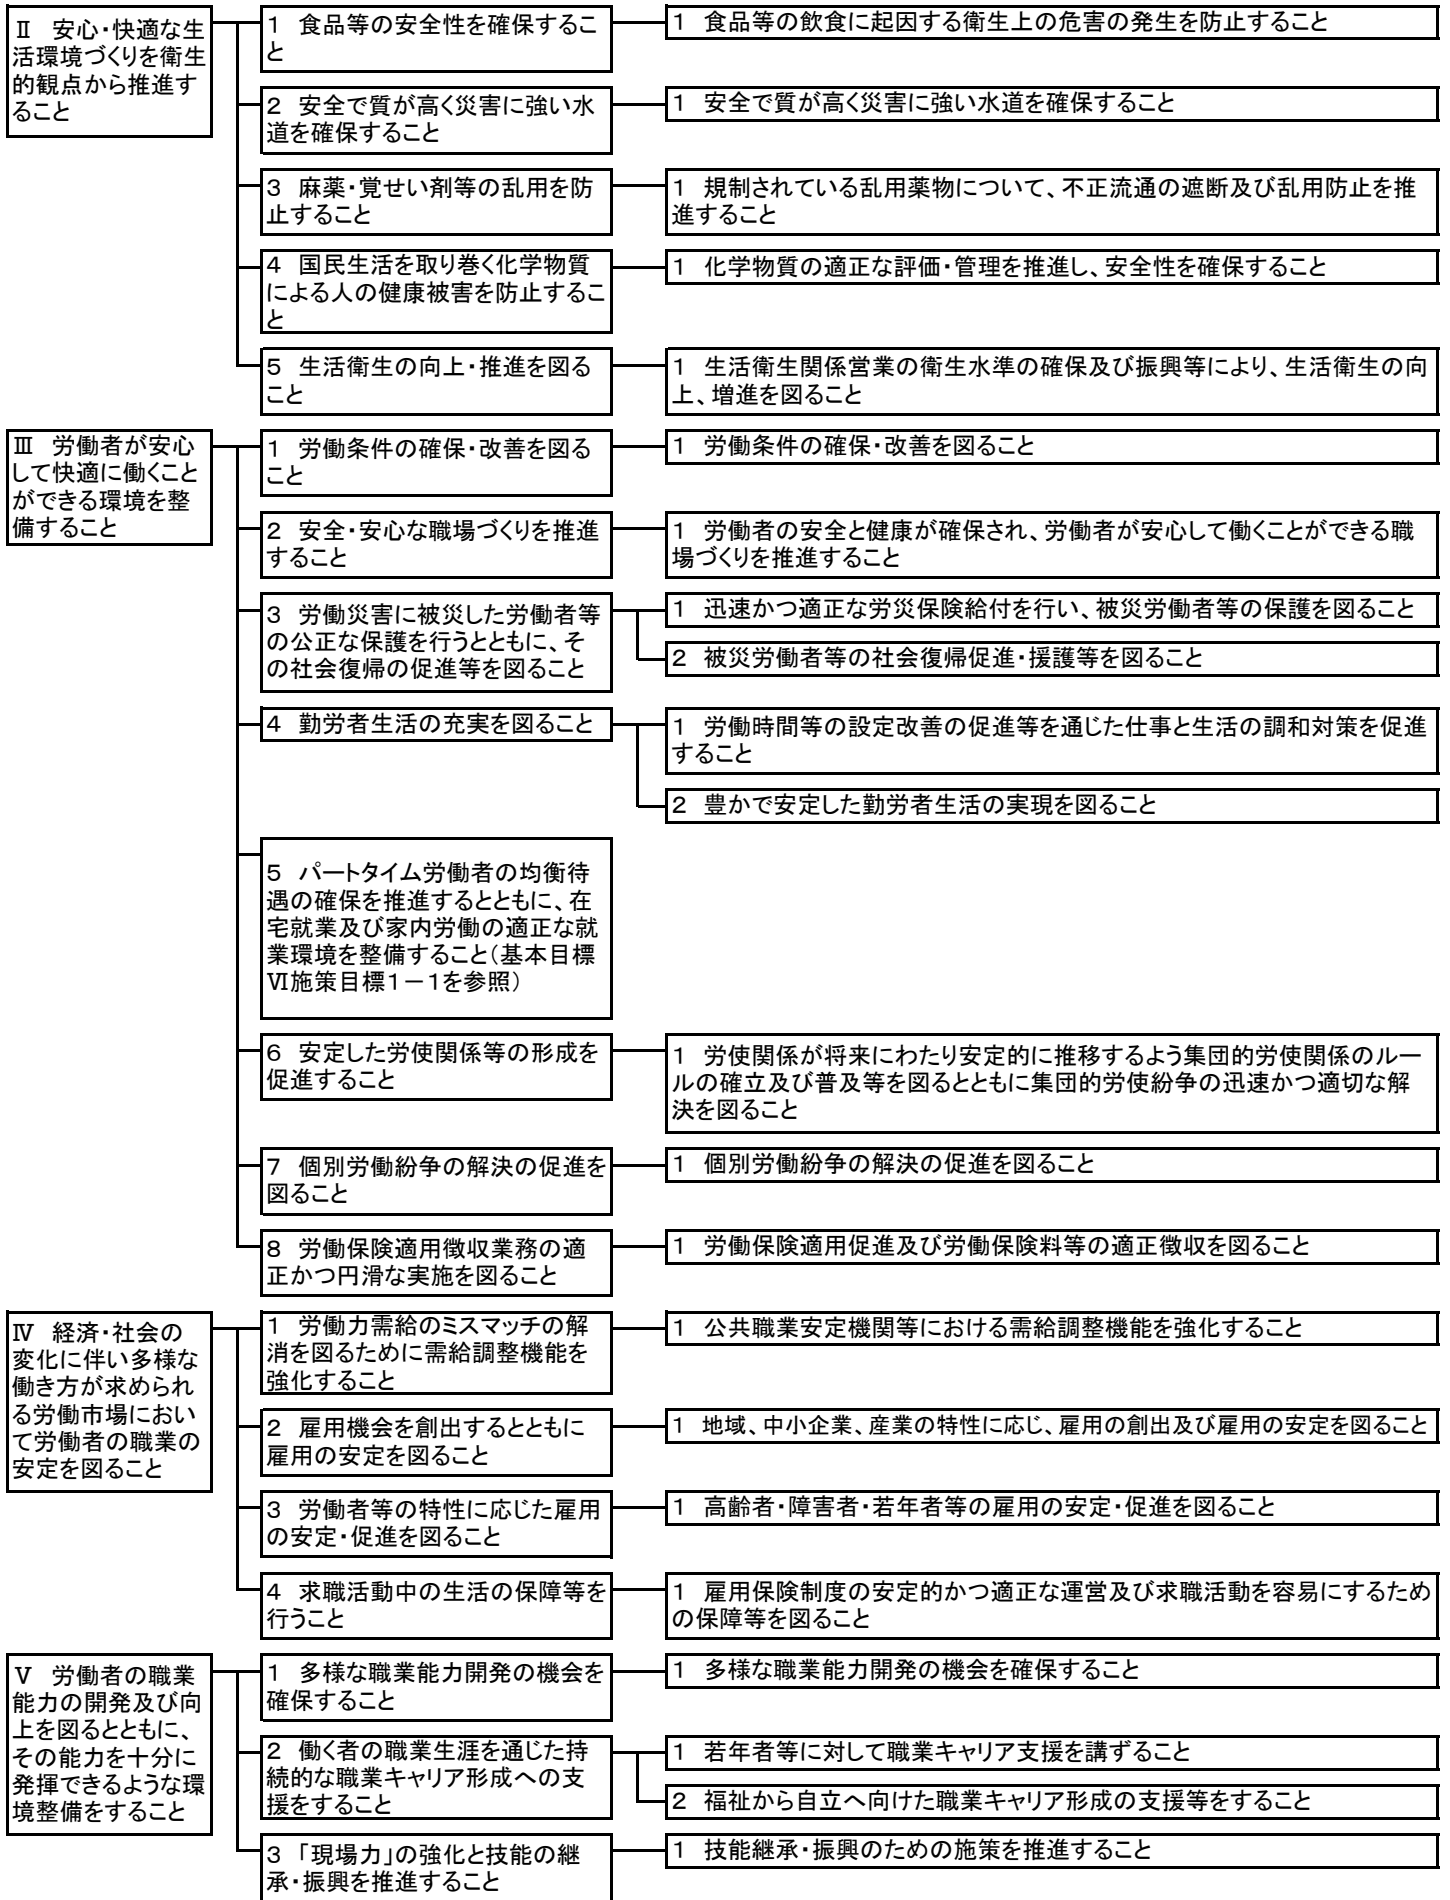 Ⅱ 安心・快適な生
活環境づくりを衛生
的観点から推進す
ること
1 食品等の安全性を確保するこ
と
1 食品等の飲食に起因する衛生上の危害の発生を防止すること
2 安全で質が高く災害に強い水
道を確保すること
1 安全で質が高く災害に強い水道を確保すること
3 麻薬・覚せい剤等の乱用を防
止すること
1 規制されている乱用薬物について、不正流通の遮断及び乱用防止を推
進すること
4 国民生活を取り巻く化学物質
による人の健康被害を防止するこ
と
1 化学物質の適正な評価・管理を推進し、安全性を確保すること
5 生活衛生の向上・推進を図る
こと
1 生活衛生関係営業の衛生水準の確保及び振興等により、生活衛生の向
上、増進を図ること
Ⅲ 労働者が安心
して快適に働くこと
ができる環境を整
備すること
1 労働条件の確保・改善を図る
こと
1 労働条件の確保・改善を図ること
2 安全・安心な職場づくりを推進
すること
1 労働者の安全と健康が確保され、労働者が安心して働くことができる職
場づくりを推進すること
3 労働災害に被災した労働者等
の公正な保護を行うとともに、そ
の社会復帰の促進等を図ること
1 迅速かつ適正な労災保険給付を行い、被災労働者等の保護を図ること
2 被災労働者等の社会復帰促進・援護等を図ること
4 勤労者生活の充実を図ること
1 労働時間等の設定改善の促進等を通じた仕事と生活の調和対策を促進
すること
2 豊かで安定した勤労者生活の実現を図ること
5 パートタイム労働者の均衡待
遇の確保を推進するとともに、在
宅就業及び家内労働の適正な就
業環境を整備すること(基本目標
Ⅵ施策目標1-1を参照)
6 安定した労使関係等の形成を
促進すること
1 労使関係が将来にわたり安定的に推移するよう集団的労使関係のルー
ルの確立及び普及等を図るとともに集団的労使紛争の迅速かつ適切な解
決を図ること
7 個別労働紛争の解決の促進を
図ること
1 個別労働紛争の解決の促進を図ること
8 労働保険適用徴収業務の適
正かつ円滑な実施を図ること
1 労働保険適用促進及び労働保険料等の適正徴収を図ること
Ⅳ 経済・社会の
変化に伴い多様な
働き方が求められ
る労働市場におい
て労働者の職業の
安定を図ること
1 労働力需給のミスマッチの解
消を図るために需給調整機能を
強化すること
1 公共職業安定機関等における需給調整機能を強化すること
2 雇用機会を創出するとともに
雇用の安定を図ること
1 地域、中小企業、産業の特性に応じ、雇用の創出及び雇用の安定を図ること
3 労働者等の特性に応じた雇用
の安定・促進を図ること
1 高齢者・障害者・若年者等の雇用の安定・促進を図ること
4 求職活動中の生活の保障等を
行うこと
1 雇用保険制度の安定的かつ適正な運営及び求職活動を容易にするため
の保障等を図ること
Ⅴ 労働者の職業
能力の開発及び向
上を図るとともに、
その能力を十分に
発揮できるような環
境整備をすること
1 多様な職業能力開発の機会を
確保すること
1 多様な職業能力開発の機会を確保すること
2 働く者の職業生涯を通じた持
続的な職業キャリア形成への支
援をすること
1 若年者等に対して職業キャリア支援を講ずること
2 福祉から自立へ向けた職業キャリア形成の支援等をすること
3 「現場力」の強化と技能の継
承・振興を推進すること
1 技能継承・振興のための施策を推進すること